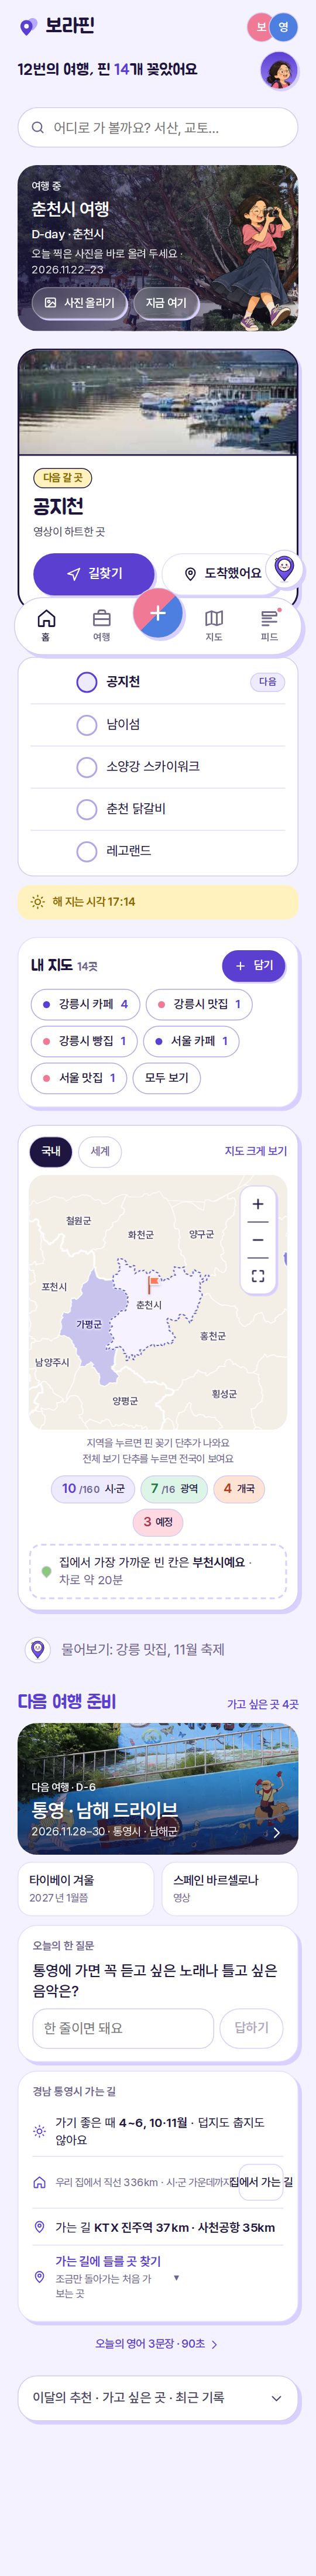 보라핀
보 영
12번의 여행, 핀 14개 꽂았어요
어디로 가 볼까요? 서산, 교토...
여행 중
춘천시 여행
D-day · 춘천시
오늘 찍은 사진을 바로 올려 두세요 ·
2026.11.22–23
사진 올리기 지금 여기
다음 갈 곳
공지천
영상이 하트한 곳
길찾기 도착했어요
홈 여행 지도 피드
공지천 다음
남이섬
소양강 스카이워크
춘천 닭갈비
레고랜드
해 지는 시각 17:14
내 지도 14곳 + 담기
강릉시 카페 4 강릉시 맛집 1
강릉시 빵집 1 서울 카페 1
서울 맛집 1 모두 보기
국내 세계 지도 크게 보기
철원군
화천군 양구군
포천시
춘천시
가평군
홍천군
남양주시
횡성군
양평군
지역을 누르면 핀 꽂기 단추가 나와요
전체 보기 단추를 누르면 전국이 보여요
10 /160 시·군 7 /16 광역 4 개국
3 예정
집에서 가장 가까운 빈 칸은 부천시예요 ·
차로 약 20분
물어보기: 강릉 맛집, 11월 축제
다음 여행 준비 가고 싶은 곳 4곳
다음 여행 · D-6
통영 · 남해 드라이브
2026.11.28–30 · 통영시 · 남해군
타이베이 겨울
2027년 1월쯤
스페인 바르셀로나
영상
오늘의 한 질문
통영에 가면 꼭 듣고 싶은 노래나 틀고 싶은
음악은?
한 줄이면 돼요 답하기
경남 통영시 가는 길
가기 좋은 때 4~6, 10·11월 · 덥지도 춥지도
않아요
우리 집에서 직선 336km · 시·군 가운데까지 집에서 가는 길
가는 길 KTX 진주역 37km · 사천공항 35km
가는 길에 들를 곳 찾기
조금만 돌아가는 처음 가 ▼
보는 곳
오늘의 영어 3문장 · 90초
이달의 추천 · 가고 싶은 곳 · 최근 기록